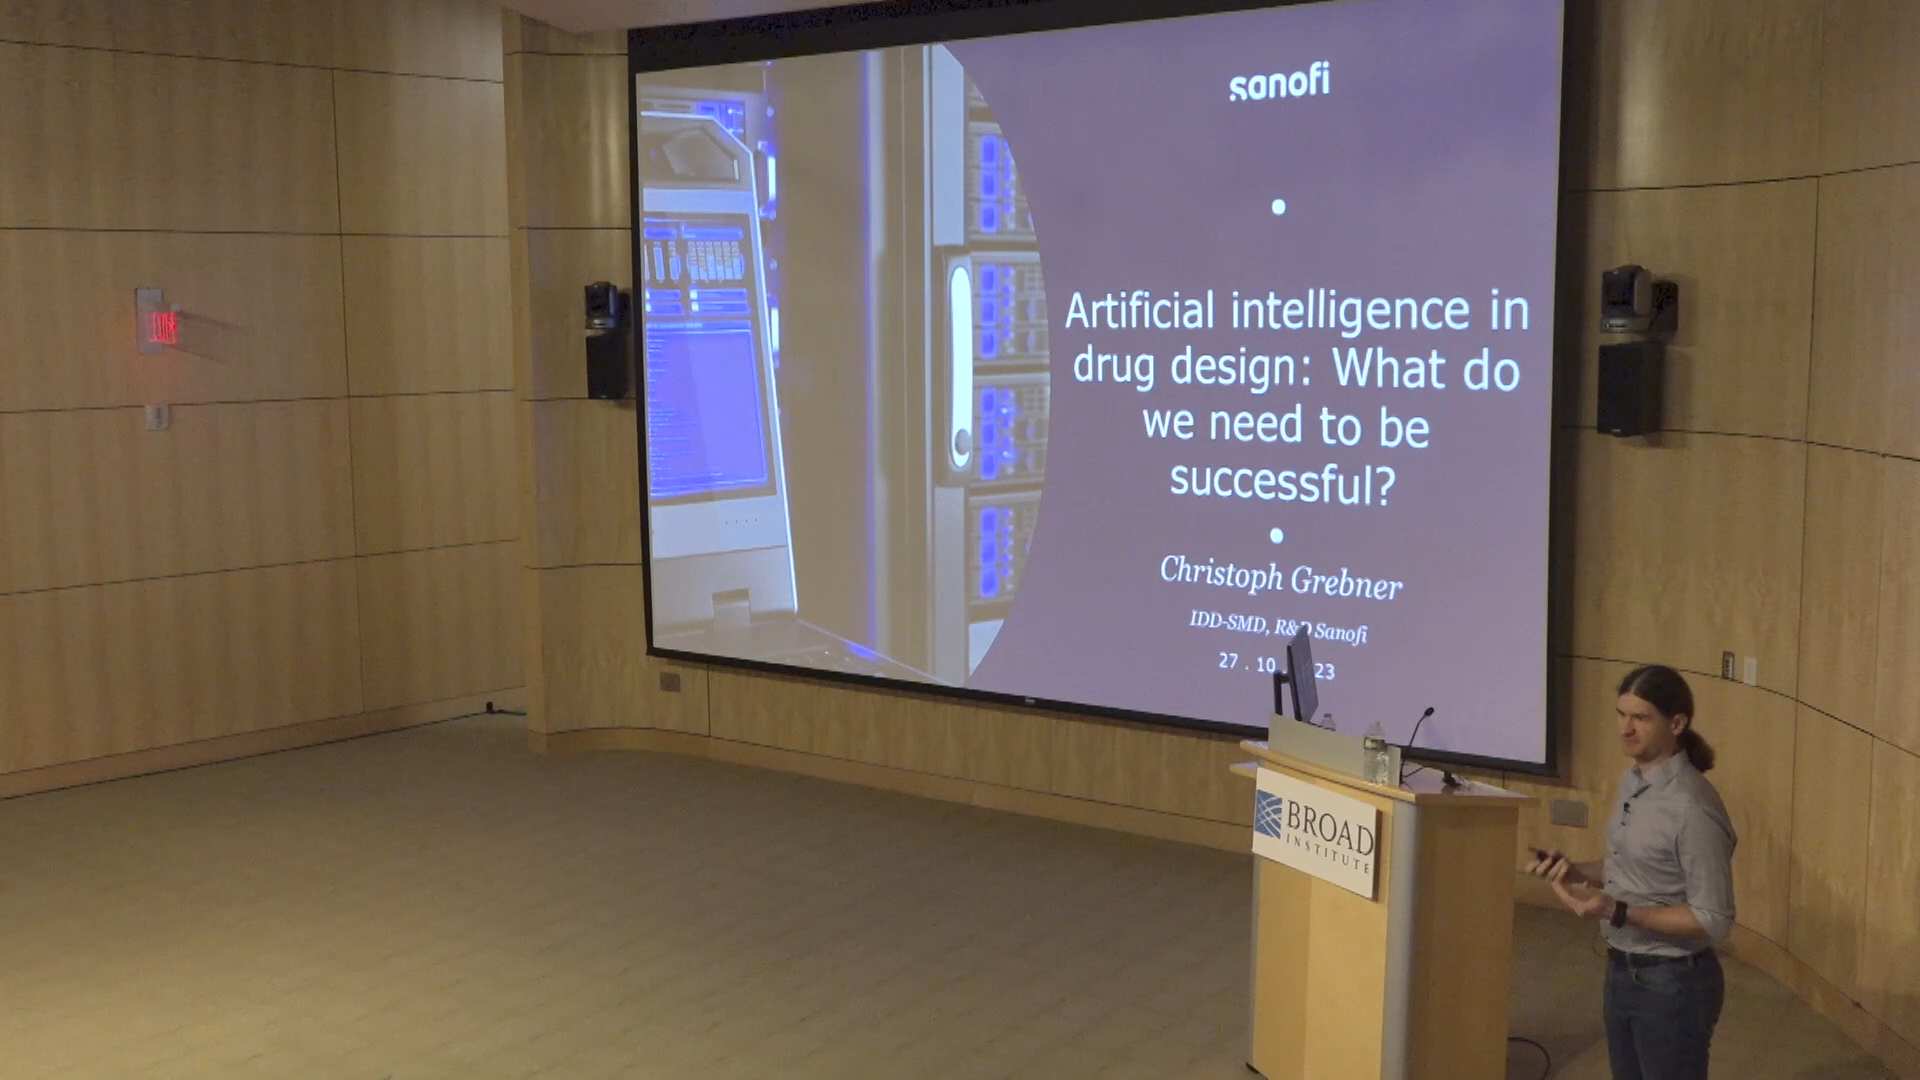 sanofi
Artificial intelligence in
drug design: What do
we need to be
successful?
Christoph Grebner
IDD-SMD, R&D Sanofi
27 . 10 23
BROAD
INSTITUTE